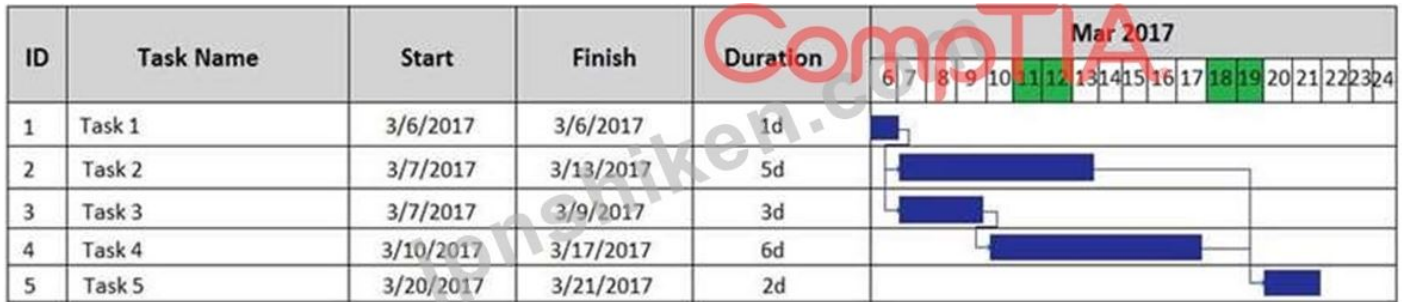 CompTIA.
Mar 2017
ID Task Name Start Finish Duration
6 7 8 9 10 11 12 13 14 15 16 17 18 19 20 21 22 23 24
1 Task 1 3/6/2017 3/6/2017 1d
2 Task 2 3/7/2017 3/13/2017 5d
3 Task 3 3/7/2017 3/9/2017 3d
4 Task 4 3/10/2017 3/17/2017 6d
5 Task 5 3/20/2017 3/21/2017 2d
jpnshiken.com